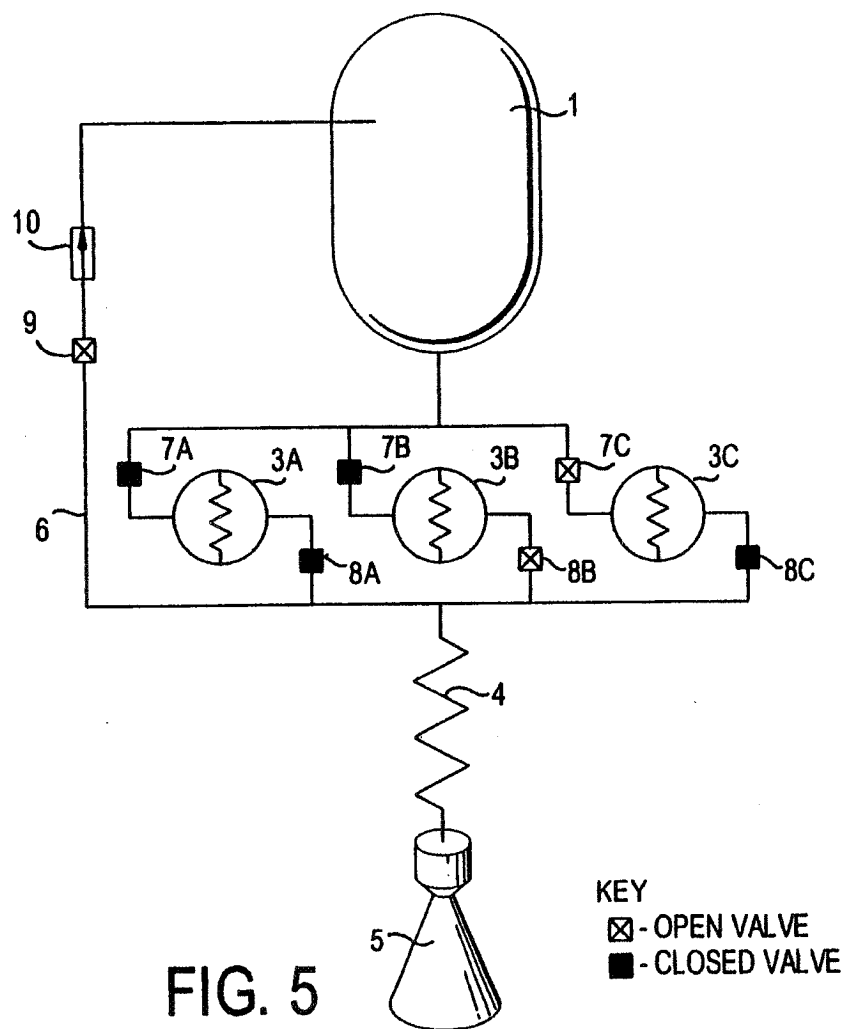 1
10
9
7A
3A
7B
3B
7C
3C
6
8A
8B
8C
4
5
KEY
- OPEN VALVE
- CLOSED VALVE
FIG. 5